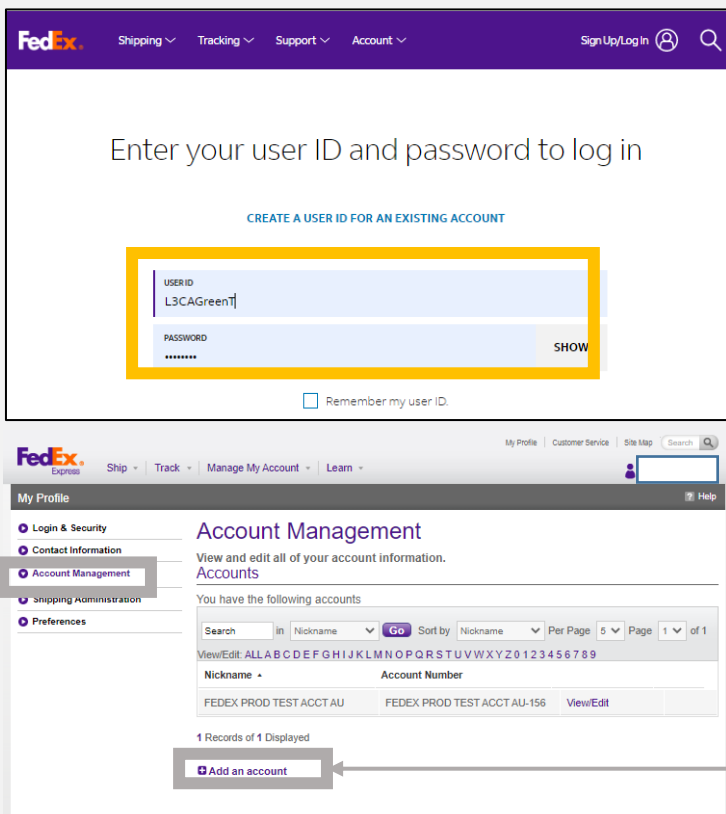 FedEx. Shipping Tracking Support Account Sign Up/Log In
Enter your user ID and password to log in
CREATE A USER ID FOR AN EXISTING ACCOUNT
USER ID
L3CAGreenT
PASSWORD
•••••••• SHOW
Remember my user ID.
My Profile | Customer Service | Site Map Search
FedEx. Express Ship Track Manage My Account Learn
My Profile ? Help
Login & Security
Contact Information
Account Management
Shipping Administration
Preferences
Account Management
View and edit all of your account information.
Accounts
You have the following accounts
Search in Nickname Go Sort by Nickname Per Page 5 Page 1 of 1
View/Edit: ALL A B C D E F G H I J K L M N O P Q R S T U V W X Y Z 0 1 2 3 4 5 6 7 8 9
Nickname Account Number
FEDEX PROD TEST ACCT AU FEDEX PROD TEST ACCT AU-156 View/Edit
1 Records of 1 Displayed
Add an account